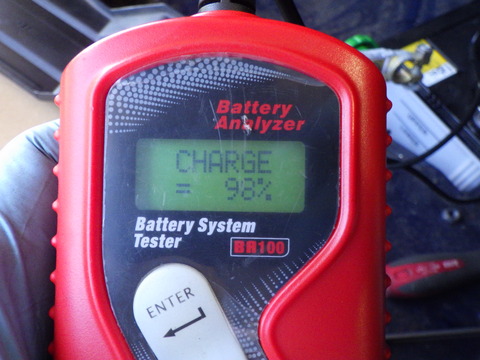 Battery
Analyzer
CHARGE
= 98%
Battery System
Tester
BR100
ENTER